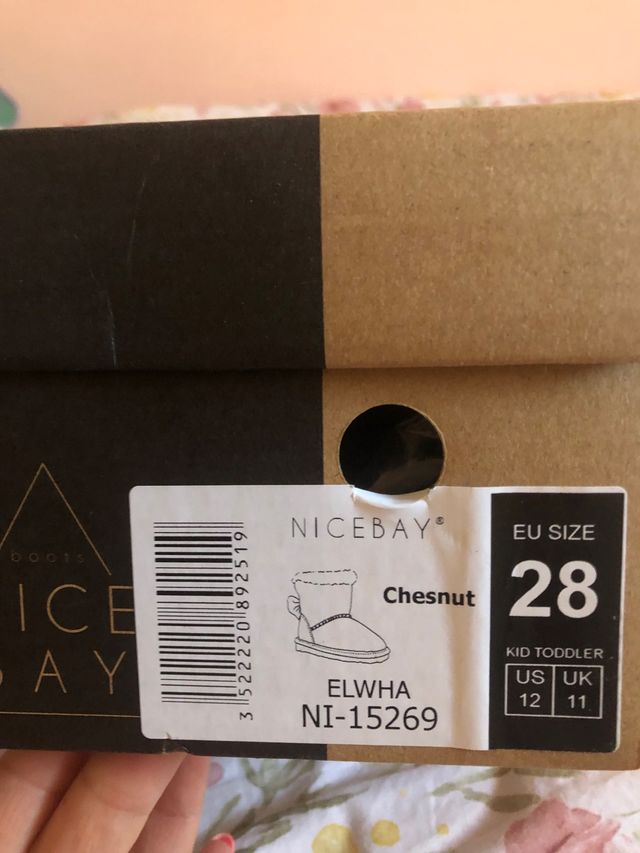 boots
ICE
AY
NICEBAY®
Chesnut
ELWHA
NI-15269
3 522220 892519
EU SIZE
28
KID TODDLER
US UK
12 11